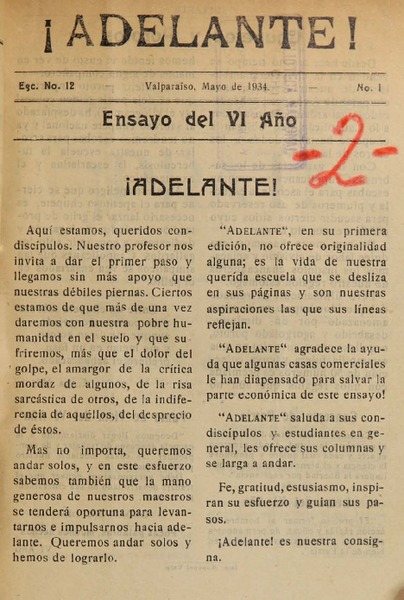 ¡ADELANTE!
Esc. No. 12 — Valparaíso, Mayo de 1934. — No. 1
Ensayo del VI Año
-2-
¡ADELANTE!
Aquí estamos, queridos con-
discípulos. Nuestro profesor nos
invita a dar el primer paso y
llegamos sin más apoyo que
nuestras débiles piernas. Ciertos
estamos de que más de una vez
daremos con nuestra pobre hu-
manidad en el suelo y que su-
friremos, más que el dolor del
golpe, el amargor de la crítica
mordaz de algunos, de la risa
sarcástica de otros, de la indife-
rencia de aquéllos, del desprecio
de éstos.
Mas no importa, queremos
andar solos, y en este esfuerzo
sabemos también que la mano
generosa de nuestros maestros
se tenderá oportuna para levan-
tarnos e impulsarnos hacia ade-
lante. Queremos andar solos y
hemos de lograrlo.
"ADELANTE", en su primera
edición, no ofrece originalidad
alguna; es la vida de nuestra
querida escuela que se desliza
en sus páginas y son nuestras
aspiraciones las que sus líneas
reflejan.
"ADELANTE" agradece la ayu-
da que algunas casas comerciales
le han diapensado para salvar la
parte económica de este ensayo!
"ADELANTE" saluda a sus con-
discípulos y estudiantes en ge-
neral, les ofrece sus columnas y
se larga a andar.
Fe, gratitud, estusiasmo, inspi-
ran su esfuerzo y guían sus pa-
sos.
¡Adelante! es nuestra consig-
na.